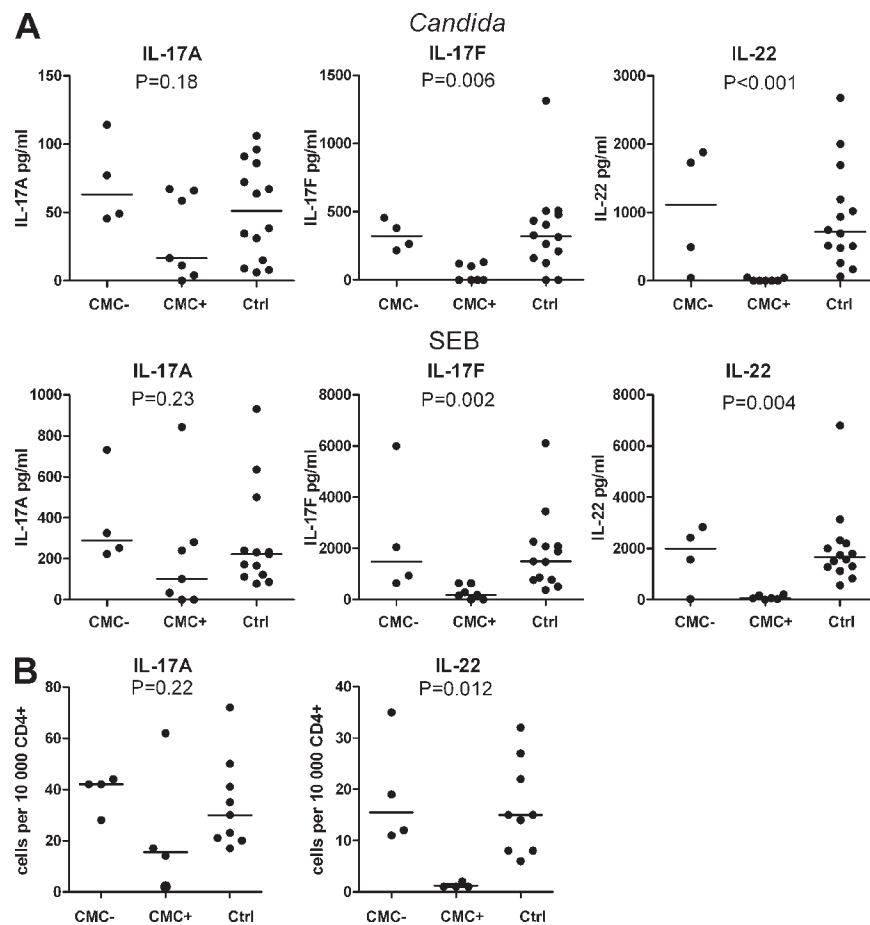 A
Candida
IL-17A
P=0.18
IL-17A pg/ml
150
100
50
0
CMC-
CMC+
Ctrl
IL-17F
P=0.006
IL-17F pg/ml
1500
1000
500
0
CMC-
CMC+
Ctrl
IL-22
P<0.001
IL-22 pg/ml
3000
2000
1000
0
CMC-
CMC+
Ctrl
SEB
IL-17A
P=0.23
IL-17A pg/ml
1000
800
600
400
200
0
CMC-
CMC+
Ctrl
IL-17F
P=0.002
IL-17F pg/ml
8000
6000
4000
2000
0
CMC-
CMC+
Ctrl
IL-22
P=0.004
IL-22 pg/ml
8000
6000
4000
2000
0
CMC-
CMC+
Ctrl
B
IL-17A
P=0.22
cells per 10 000 CD4+
80
60
40
20
0
CMC-
CMC+
Ctrl
IL-22
P=0.012
cells per 10 000 CD4+
40
30
20
10
0
CMC-
CMC+
Ctrl